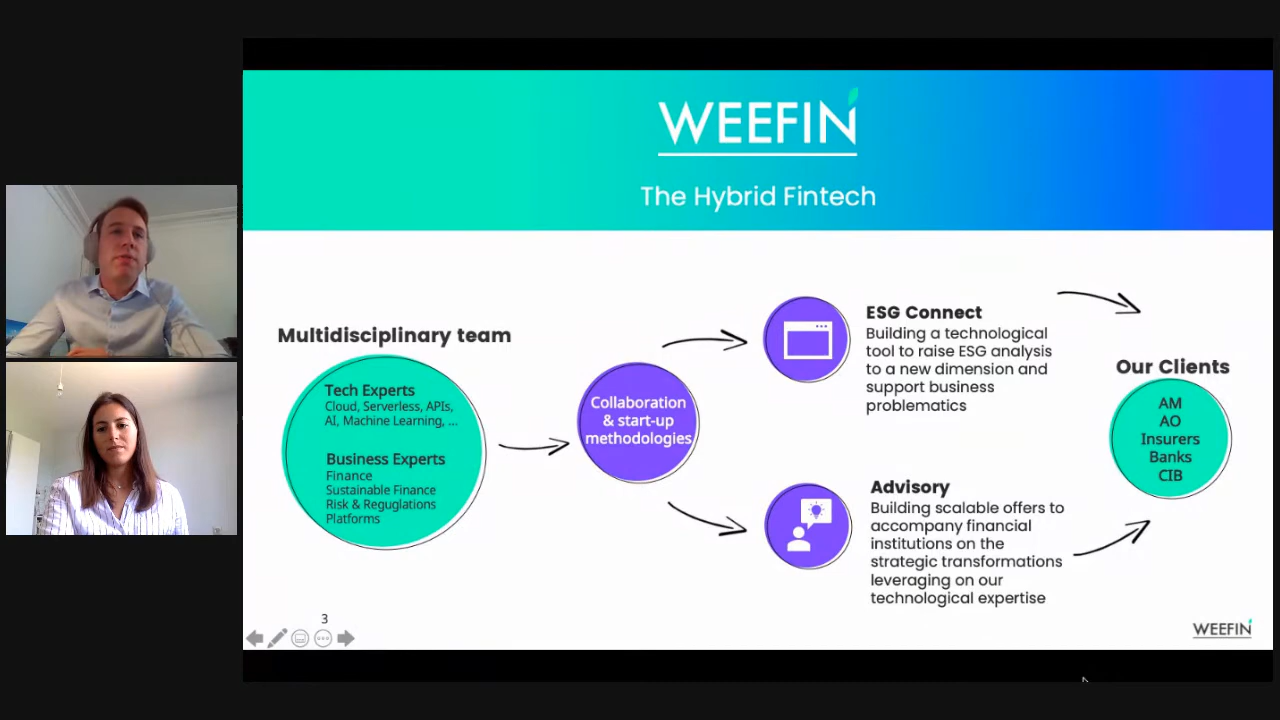 WEEFIN
The Hybrid Fintech
Multidisciplinary team
Tech Experts
Cloud, Serverless, APIs,
AI, Machine Learning, ...
Business Experts
Finance
Sustainable Finance
Risk & Reguglations
Platforms
Collaboration
& start-up
methodologies
ESG Connect
Building a technological
tool to raise ESG analysis
to a new dimension and
support business
problematics
Advisory
Building scalable offers to
accompany financial
institutions on the
strategic transformations
leveraging on our
technological expertise
Our Clients
AM
AO
Insurers
Banks
CIB
3
WEEFIN